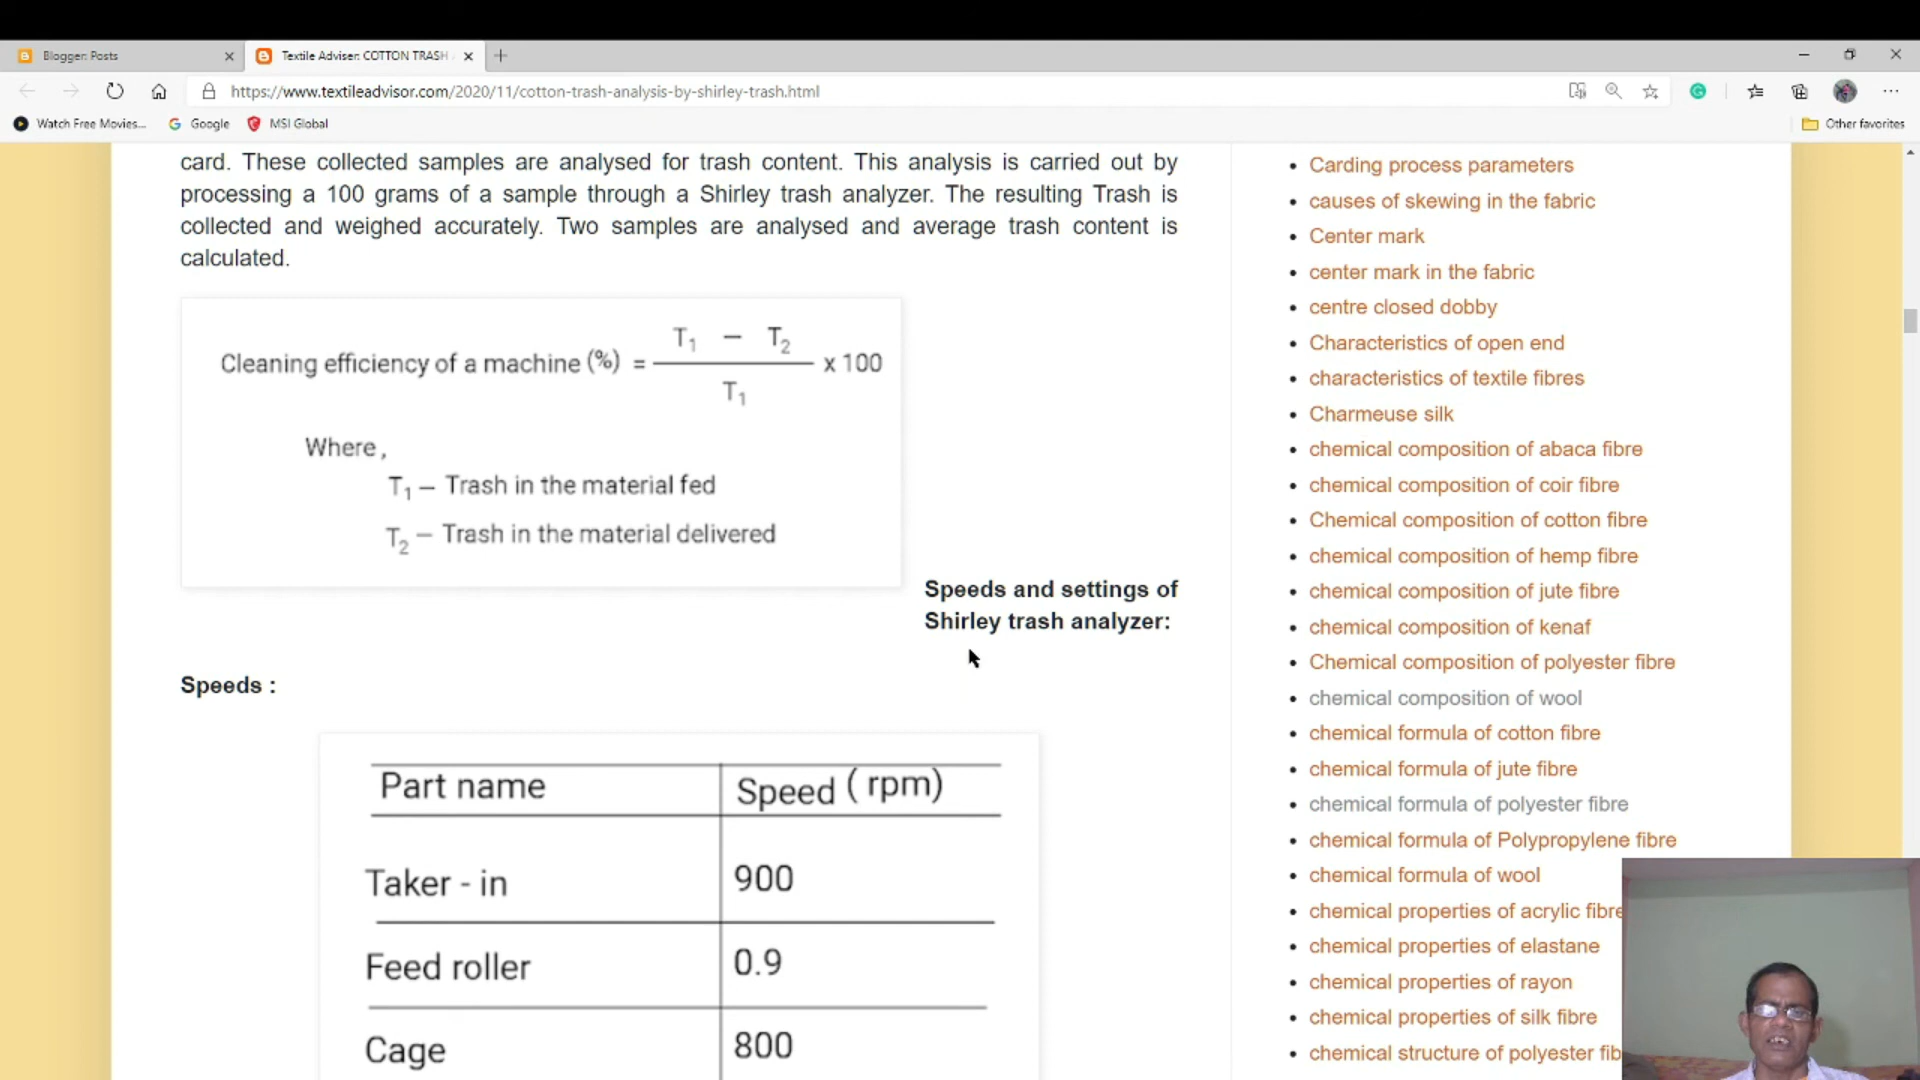 Blogger: Posts
Textile Adviser: COTTON TRASH
https://www.textileadvisor.com/2020/11/cotton-trash-analysis-by-shirley-trash.html
Watch Free Movies...
Google
MSI Global
Other favorites
card. These collected samples are analysed for trash content. This analysis is carried out by
processing a 100 grams of a sample through a Shirley trash analyzer. The resulting Trash is
collected and weighed accurately. Two samples are analysed and average trash content is
calculated.
T1 – T2
Cleaning efficiency of a machine (%) = x 100
T1
Where ,
T1 – Trash in the material fed
T2 – Trash in the material delivered
Speeds and settings of
Shirley trash analyzer:
Speeds :
Part name Speed ( rpm)
Taker - in 900
Feed roller 0.9
Cage 800
Carding process parameters
causes of skewing in the fabric
Center mark
center mark in the fabric
centre closed dobby
Characteristics of open end
characteristics of textile fibres
Charmeuse silk
chemical composition of abaca fibre
chemical composition of coir fibre
Chemical composition of cotton fibre
chemical composition of hemp fibre
chemical composition of jute fibre
chemical composition of kenaf
Chemical composition of polyester fibre
chemical composition of wool
chemical formula of cotton fibre
chemical formula of jute fibre
chemical formula of polyester fibre
chemical formula of Polypropylene fibre
chemical formula of wool
chemical properties of acrylic fibre
chemical properties of elastane
chemical properties of rayon
chemical properties of silk fibre
chemical structure of polyester fib